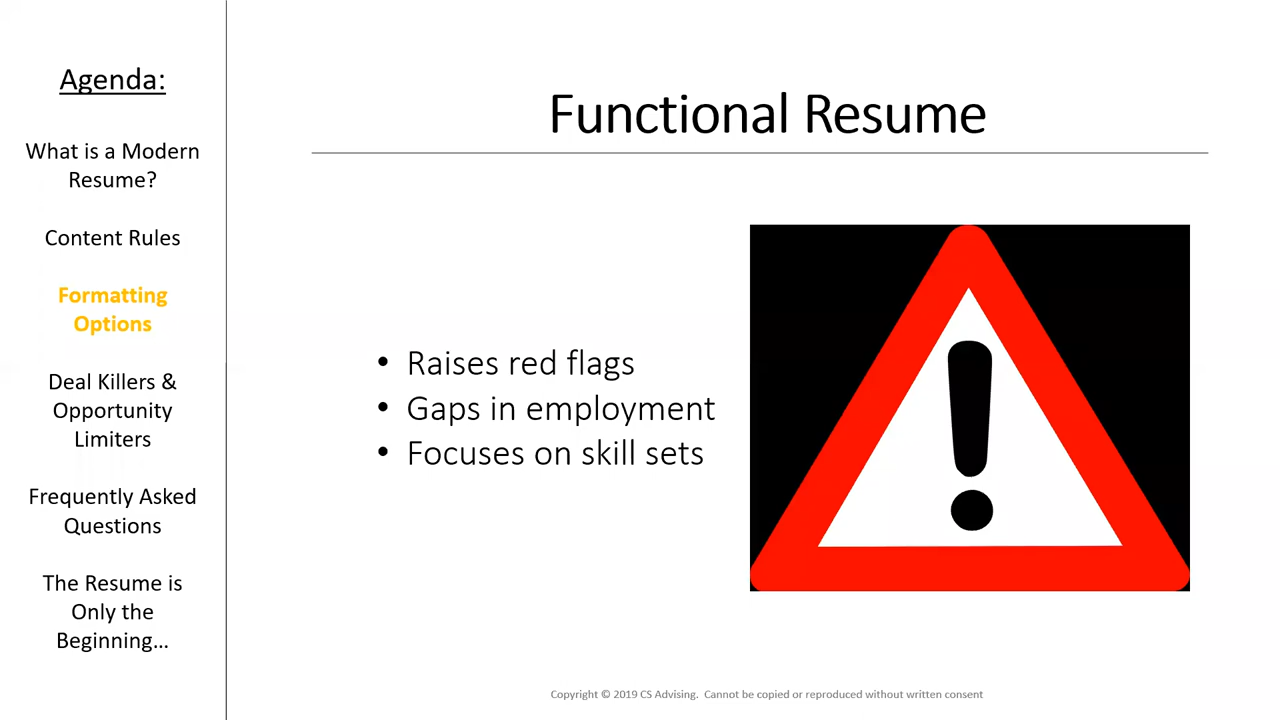 Agenda:
What is a Modern
Resume?
Content Rules
Formatting
Options
Deal Killers &
Opportunity
Limiters
Frequently Asked
Questions
The Resume is
Only the
Beginning…
Functional Resume
• Raises red flags
• Gaps in employment
• Focuses on skill sets
Copyright © 2019 CS Advising. Cannot be copied or reproduced without written consent